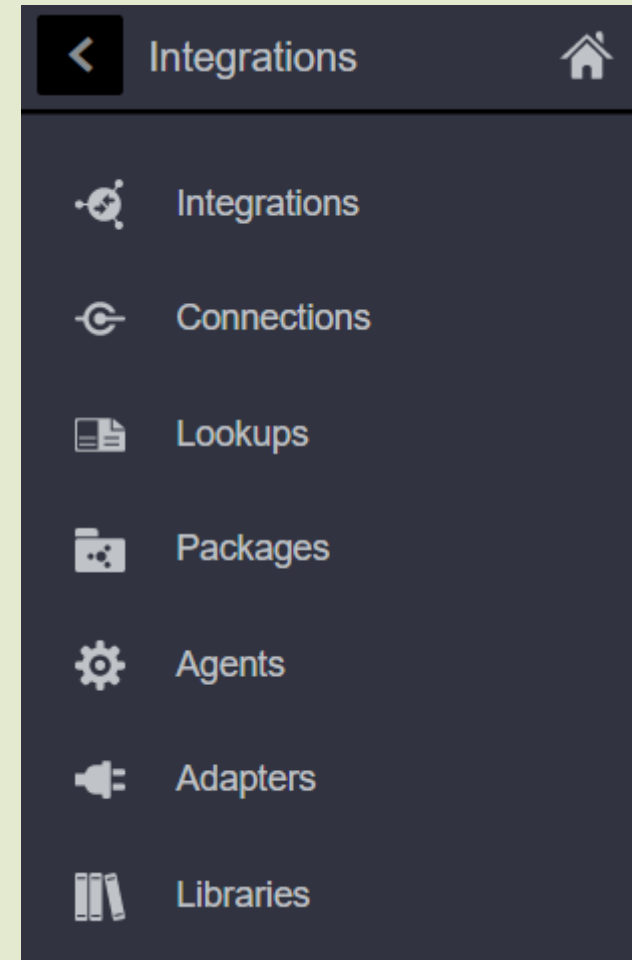 Integrations
Integrations
Connections
Lookups
Packages
Agents
Adapters
Libraries